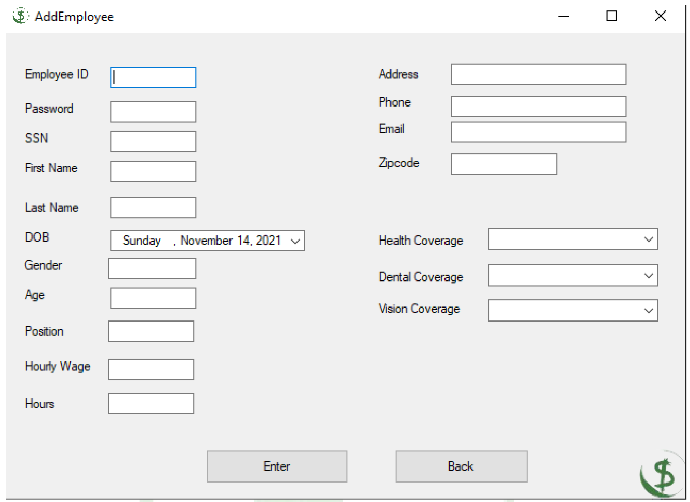 AddEmployee
Employee ID
Password
SSN
First Name
Last Name
DOB
Sunday , November 14, 2021
Gender
Age
Position
Hourly Wage
Hours
Address
Phone
Email
Zipcode
Health Coverage
Dental Coverage
Vision Coverage
Enter
Back
$